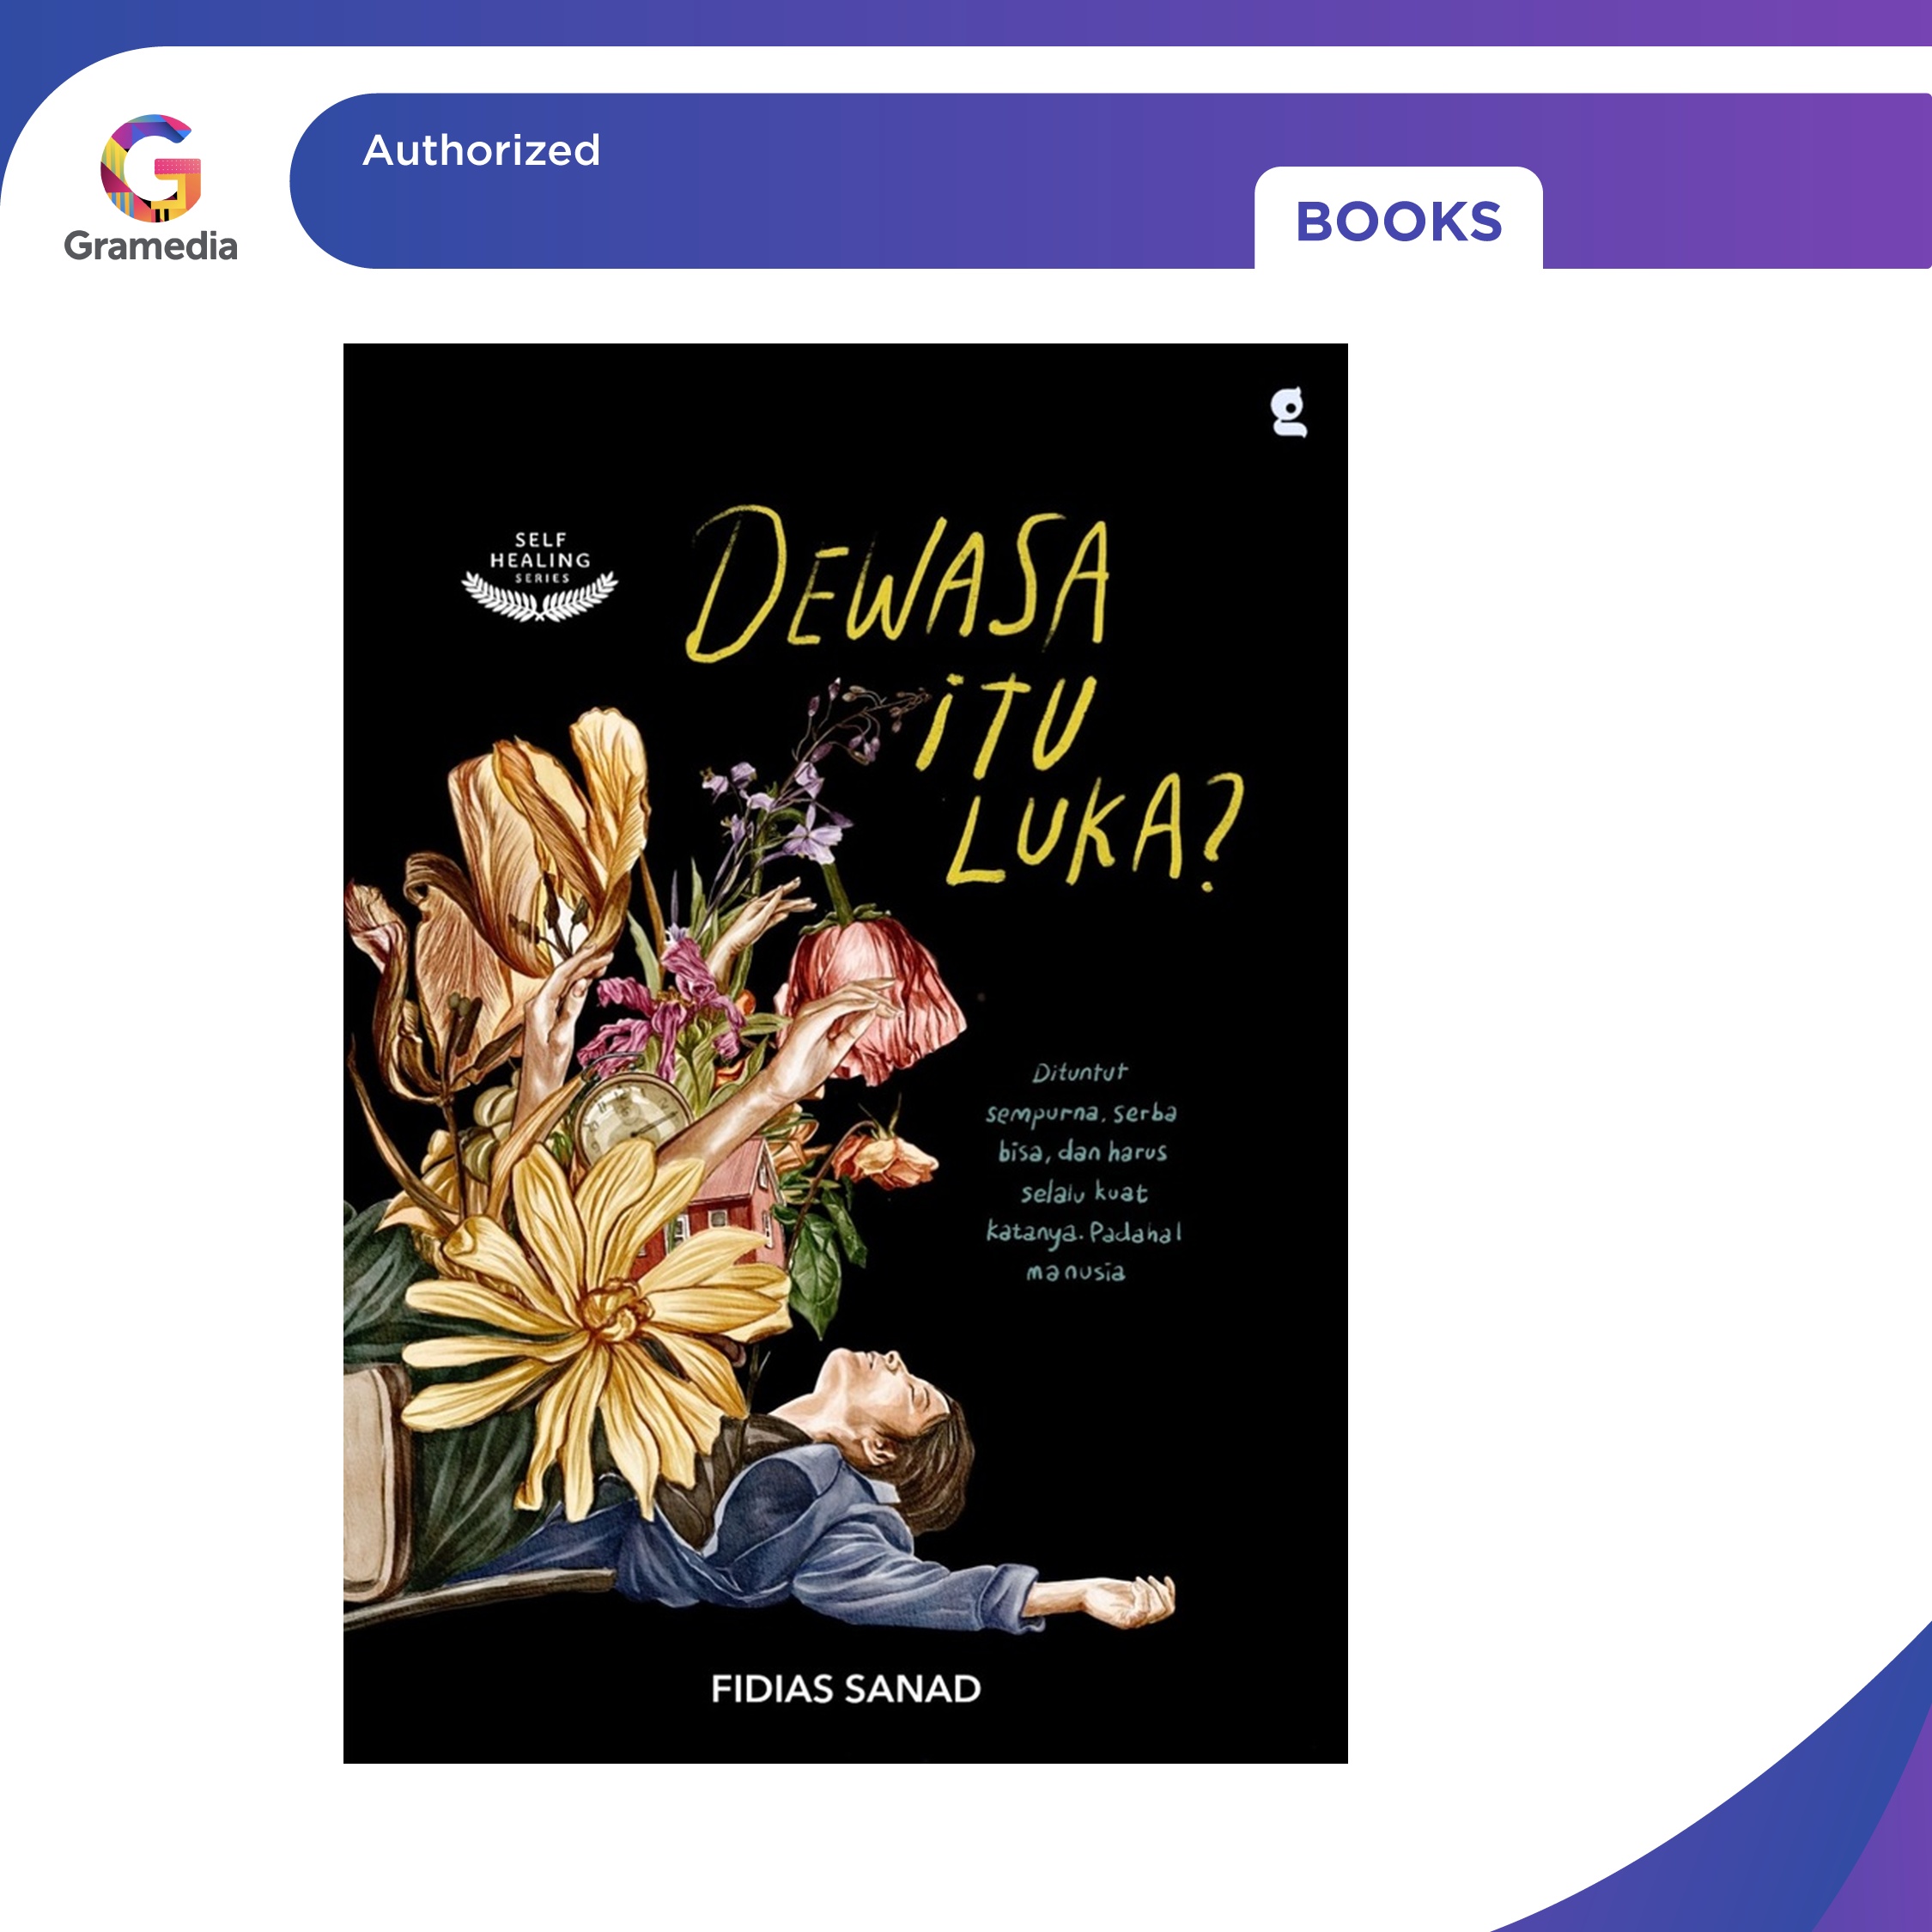 Gramedia
Authorized
BOOKS
g
SELF
HEALING
SERIES
DEWASA
iTU
LUKA?
Dituntut
sempurna, serba
bisa, dan harus
selalu kuat
katanya. Padahal
manusia
FIDIAS SANAD